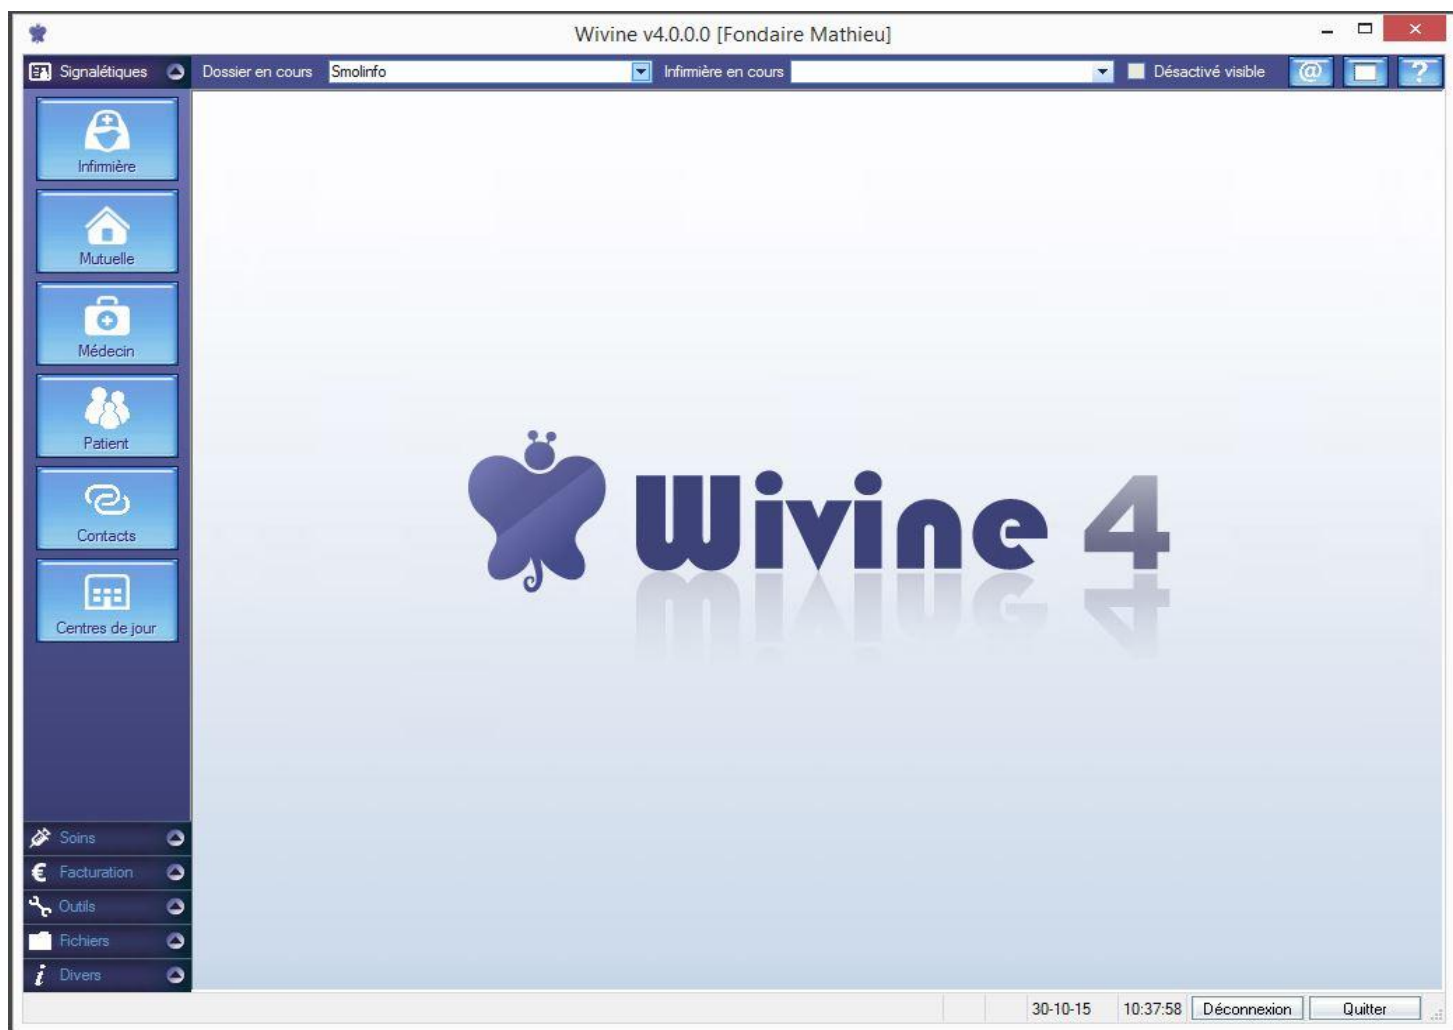 Wivine v4.0.0.0 [Fondaire Mathieu]
Signalétiques Dossier en cours Smolinfo Infirmière en cours Désactivé visible @ ?
Infirmière
Mutuelle
Médecin
Patient
Contacts
Centres de jour
Wivine 4
Soins
€ Facturation
Outils
Fichiers
i Divers
30-10-15 10:37:58 Déconnexion Quitter